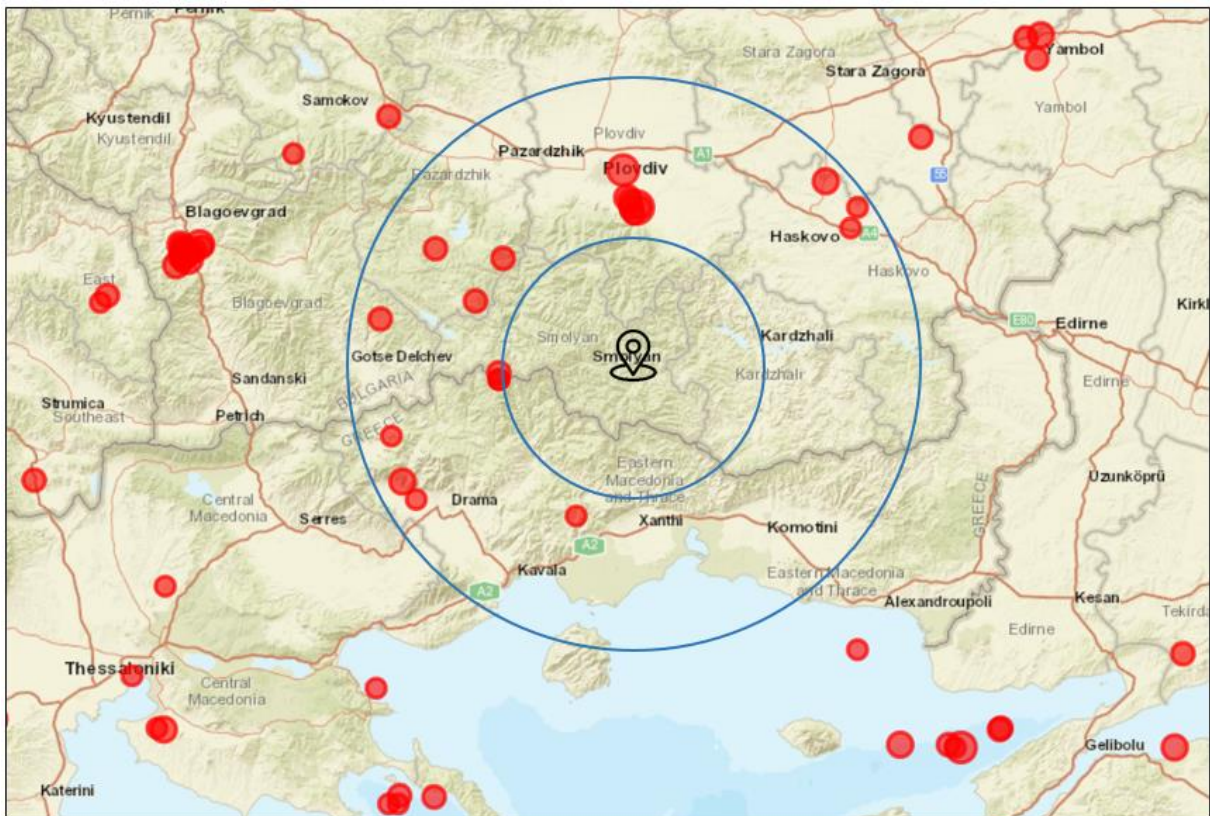 Pernik
Pernik
Samokov
Kyustendil
Kyustendil
Stara Zagora
Stara Zagora
Yambol
Yambol
Plovdiv
Pazardzhik
Plovdiv
A1
55
Pazardzhik
Blagoevgrad
Haskovo
A4
Haskovo
East
Blagoevgrad
Smolyan
Smolyan
Kardzhali
Kardzhali
E80
Edirne
Edirne
Gotse Delchev
Sandanski
BULGARIA
GREECE
Strumica
Southeast
Petrich
Eastern
Macedonia
and Thrace
GREECE
Uzunköprü
Central
Macedonia
Serres
Drama
Xanthi
Komotini
A2
Kavala
A2
Eastern Macedonia
and Thrace
Alexandroupoli
Kesan
Edirne
Thessaloniki
Central
Macedonia
Gelibolu
Katerini